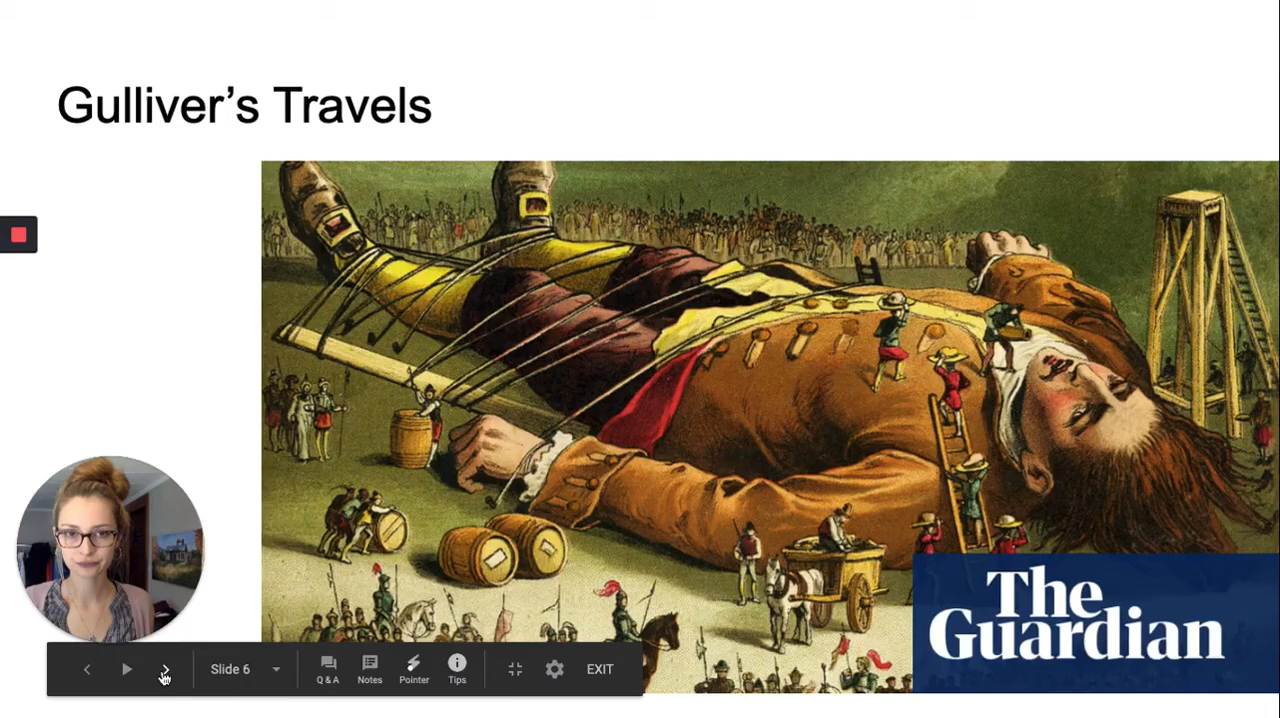 Gulliver’s Travels
The
Guardian
Slide 6
Q & A
Notes
Pointer
Tips
EXIT